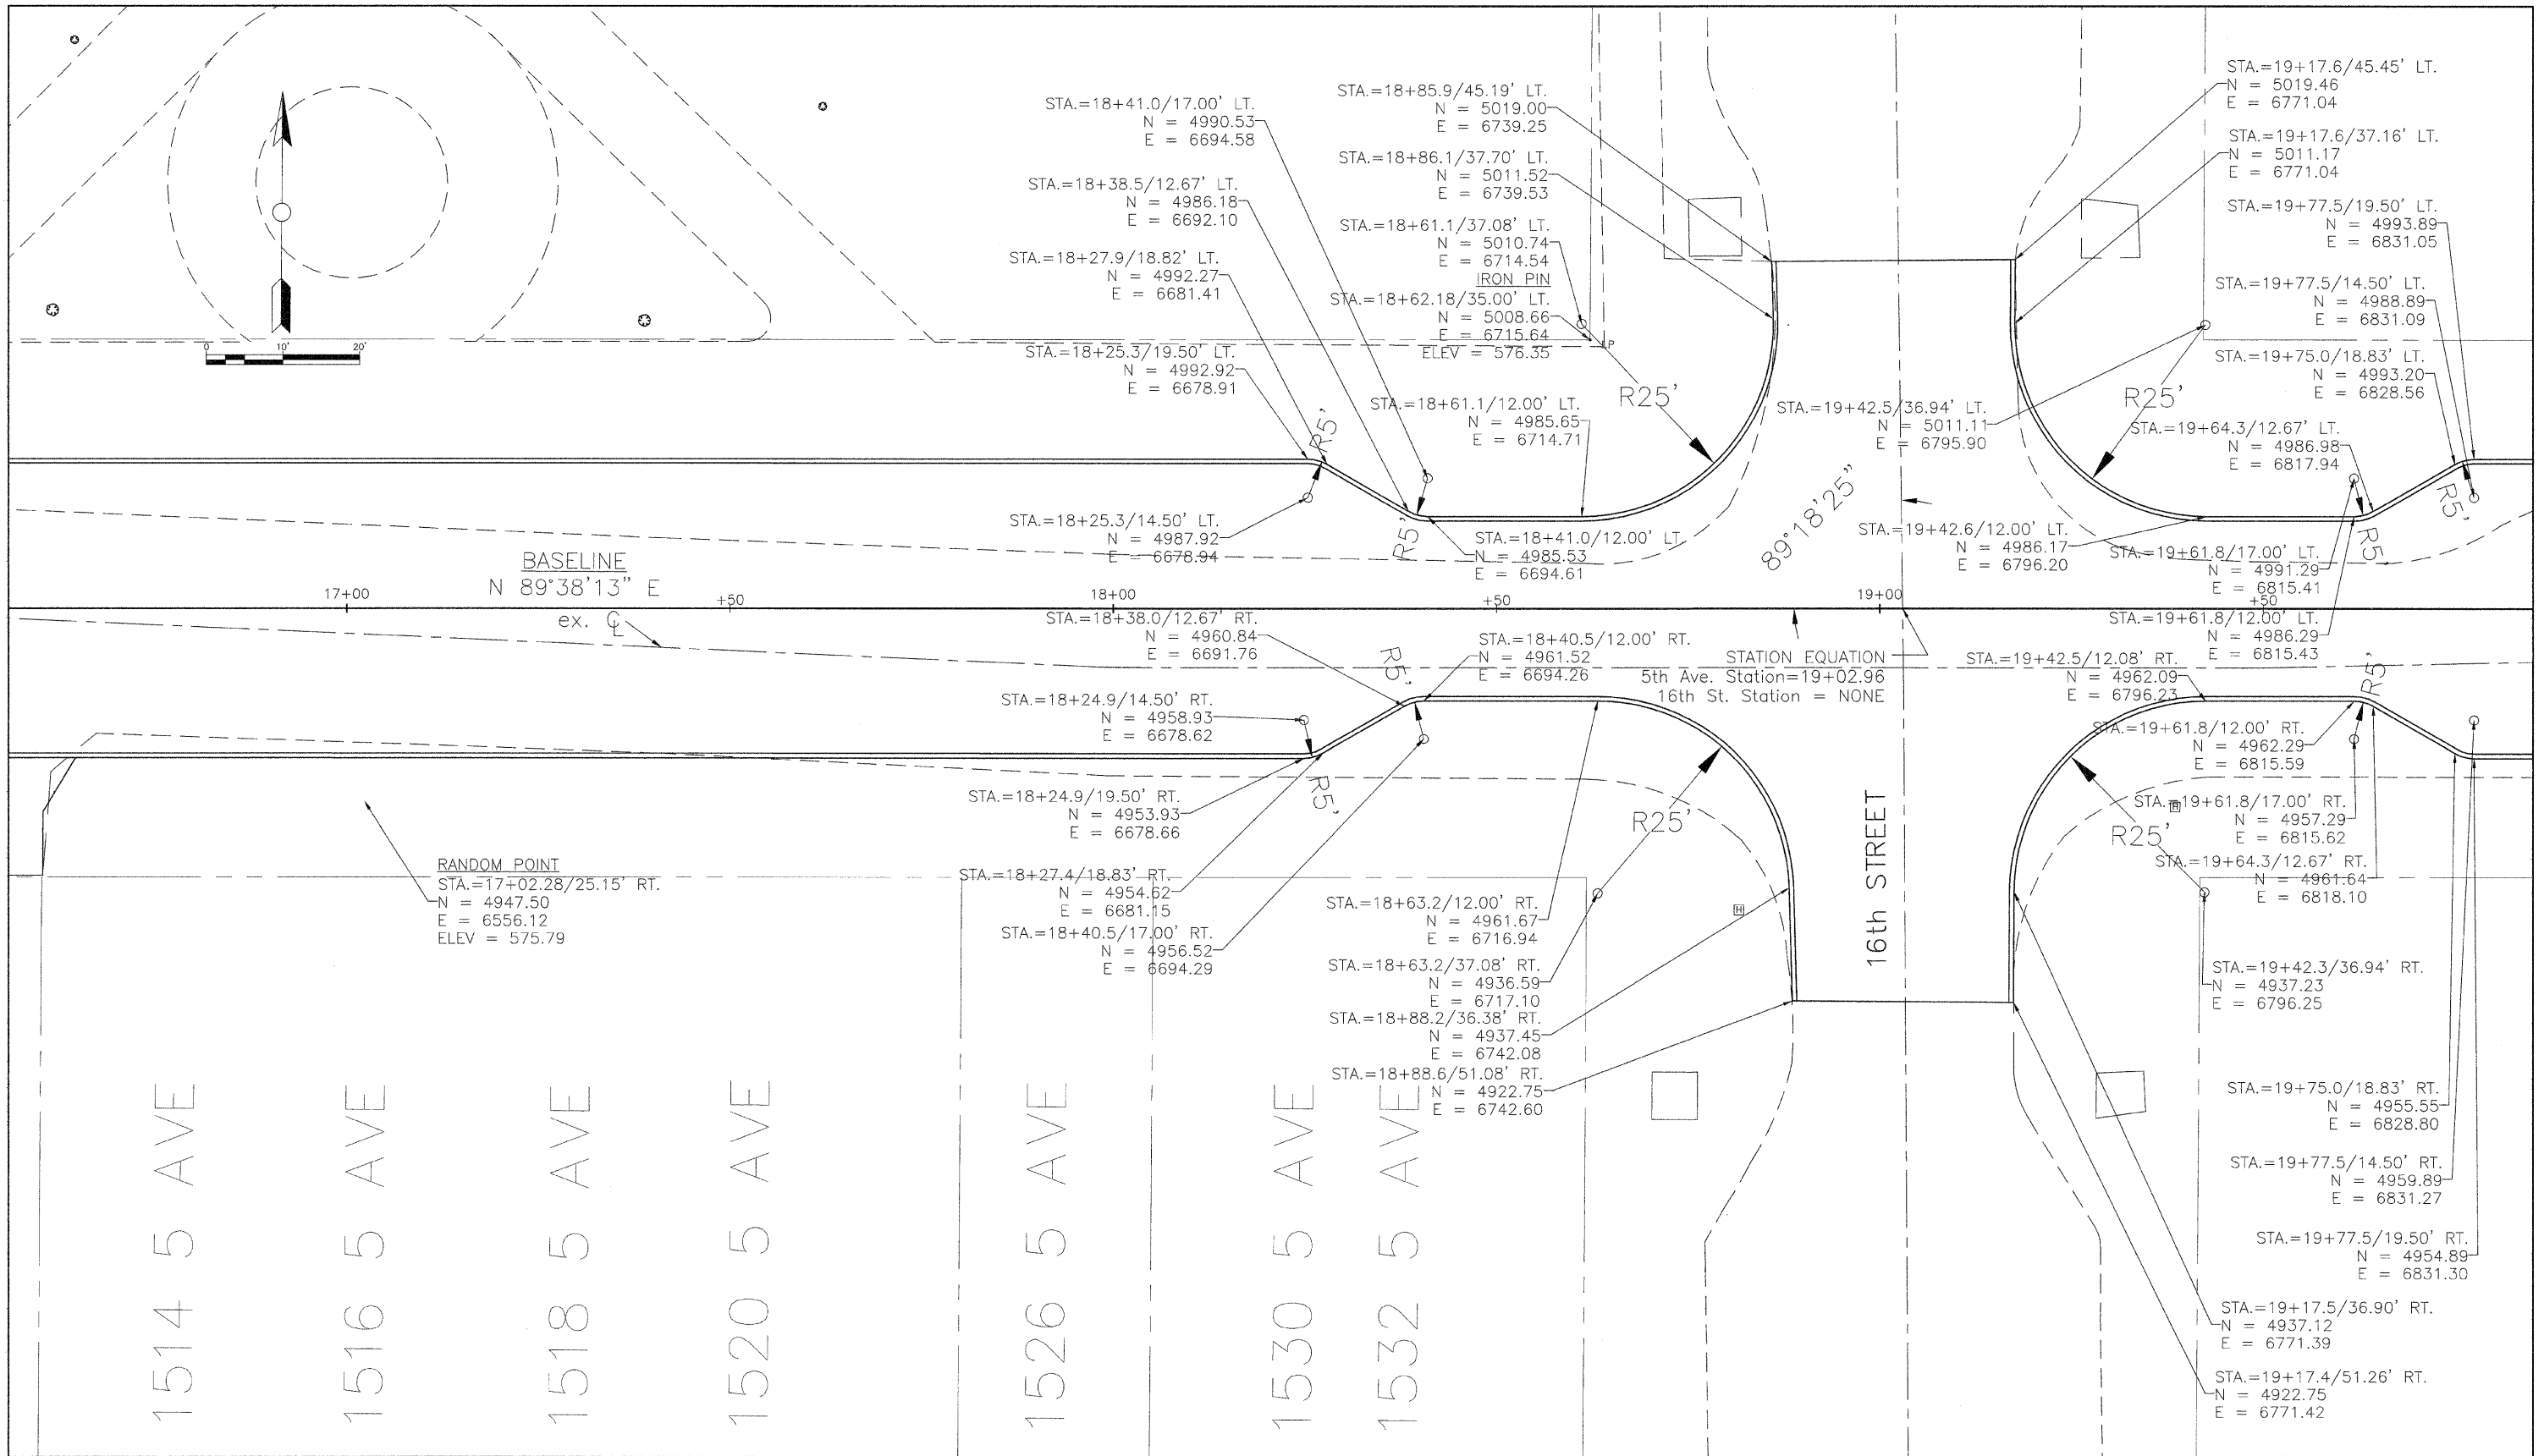 STA.=18+41.0/17.00' LT.
N = 4990.53
E = 6694.58
STA.=18+38.5/12.67' LT.
N = 4986.18
E = 6692.10
STA.=18+27.9/18.82' LT.
N = 4992.27
E = 6681.41
STA.=18+25.3/19.50' LT.
N = 4992.92
E = 6678.91
STA.=18+85.9/45.19' LT.
N = 5019.00
E = 6739.25
STA.=18+86.1/37.70' LT.
N = 5011.52
E = 6739.53
STA.=18+61.1/37.08' LT.
N = 5010.74
E = 6714.54
IRON PIN
STA.=18+62.18/35.00' LT.
N = 5008.66
E = 6715.64
ELEV = 576.35
STA.=18+61.1/12.00' LT.
N = 4985.65
E = 6714.71
STA.=19+17.6/45.45' LT.
N = 5019.46
E = 6771.04
STA.=19+17.6/37.16' LT.
N = 5011.17
E = 6771.04
STA.=19+77.5/19.50' LT.
N = 4993.89
E = 6831.05
STA.=19+77.5/14.50' LT.
N = 4988.89
E = 6831.09
STA.=19+75.0/18.83' LT.
N = 4993.20
E = 6828.56
STA.=19+64.3/12.67' LT.
N = 4986.98
E = 6817.94
STA.=19+42.5/36.94' LT.
N = 5011.11
E = 6795.90
0 10' 20'
R5'
R5'
R25'
R25'
R5'
R5'
89°18'25"
STA.=18+25.3/14.50' LT.
N = 4987.92
E = 6678.94
STA.=18+41.0/12.00' LT
N = 4985.53
E = 6694.61
STA.=19+42.6/12.00' LT.
N = 4986.17
E = 6796.20
STA.=19+61.8/17.00' LT.
N = 4991.29
E = 6815.41
BASELINE
N 89°38'13" E
17+00
+50
18+00
+50
19+00
+50
ex. CL
STA.=18+38.0/12.67' RT.
N = 4960.84
E = 6691.76
STA.=18+40.5/12.00' RT.
N = 4961.52
E = 6694.26
STATION EQUATION
5th Ave. Station=19+02.96
16th St. Station = NONE
STA.=19+61.8/12.00' LT.
N = 4986.29
E = 6815.43
STA.=19+42.5/12.08' RT.
N = 4962.09
E = 6796.23
STA.=18+24.9/14.50' RT.
N = 4958.93
E = 6678.62
R5'
R5'
R5'
STA.=19+61.8/12.00' RT.
N = 4962.29
E = 6815.59
STA.=18+24.9/19.50' RT.
N = 4953.93
E = 6678.66
R25'
R25'
16th STREET
STA.=19+61.8/17.00' RT.
N = 4957.29
E = 6815.62
H
H
RANDOM POINT
STA.=17+02.28/25.15' RT.
N = 4947.50
E = 6556.12
ELEV = 575.79
STA.=18+27.4/18.83' RT.
N = 4954.62
E = 6681.15
STA.=18+40.5/17.00' RT.
N = 4956.52
E = 6694.29
STA.=18+63.2/12.00' RT.
N = 4961.67
E = 6716.94
STA.=18+63.2/37.08' RT.
N = 4936.59
E = 6717.10
STA.=18+88.2/36.38' RT.
N = 4937.45
E = 6742.08
STA.=18+88.6/51.08' RT.
N = 4922.75
E = 6742.60
STA.=19+64.3/12.67' RT.
N = 4961.64
E = 6818.10
STA.=19+42.3/36.94' RT.
N = 4937.23
E = 6796.25
STA.=19+75.0/18.83' RT.
N = 4955.55
E = 6828.80
STA.=19+77.5/14.50' RT.
N = 4959.89
E = 6831.27
STA.=19+77.5/19.50' RT.
N = 4954.89
E = 6831.30
STA.=19+17.5/36.90' RT.
N = 4937.12
E = 6771.39
STA.=19+17.4/51.26' RT.
N = 4922.75
E = 6771.42
1514 5 AVE
1516 5 AVE
1518 5 AVE
1520 5 AVE
1526 5 AVE
1530 5 AVE
1532 5 AVE